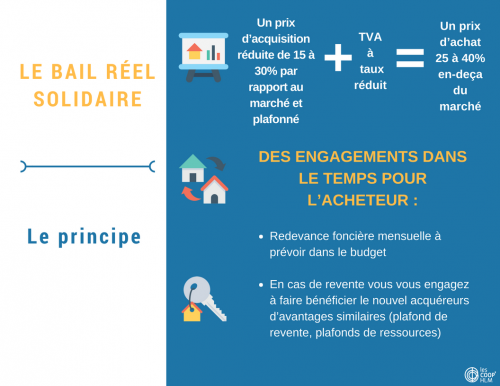 LE BAIL RÉEL
SOLIDAIRE
Le principe
Un prix
d'acquisition
réduite de 15 à
30% par
rapport au
marché et
plafonné
+
TVA
à
taux
réduit
=
Un prix
d'achat
25 à 40%
en-deça
du
marché
DES ENGAGEMENTS DANS
LE TEMPS POUR
L'ACHETEUR :
• Redevance foncière mensuelle à
prévoir dans le budget
• En cas de revente vous vous engagez
à faire bénéficier le nouvel acquéreurs
d'avantages similaires (plafond de
revente, plafonds de ressources)
les
COOP'
HLM